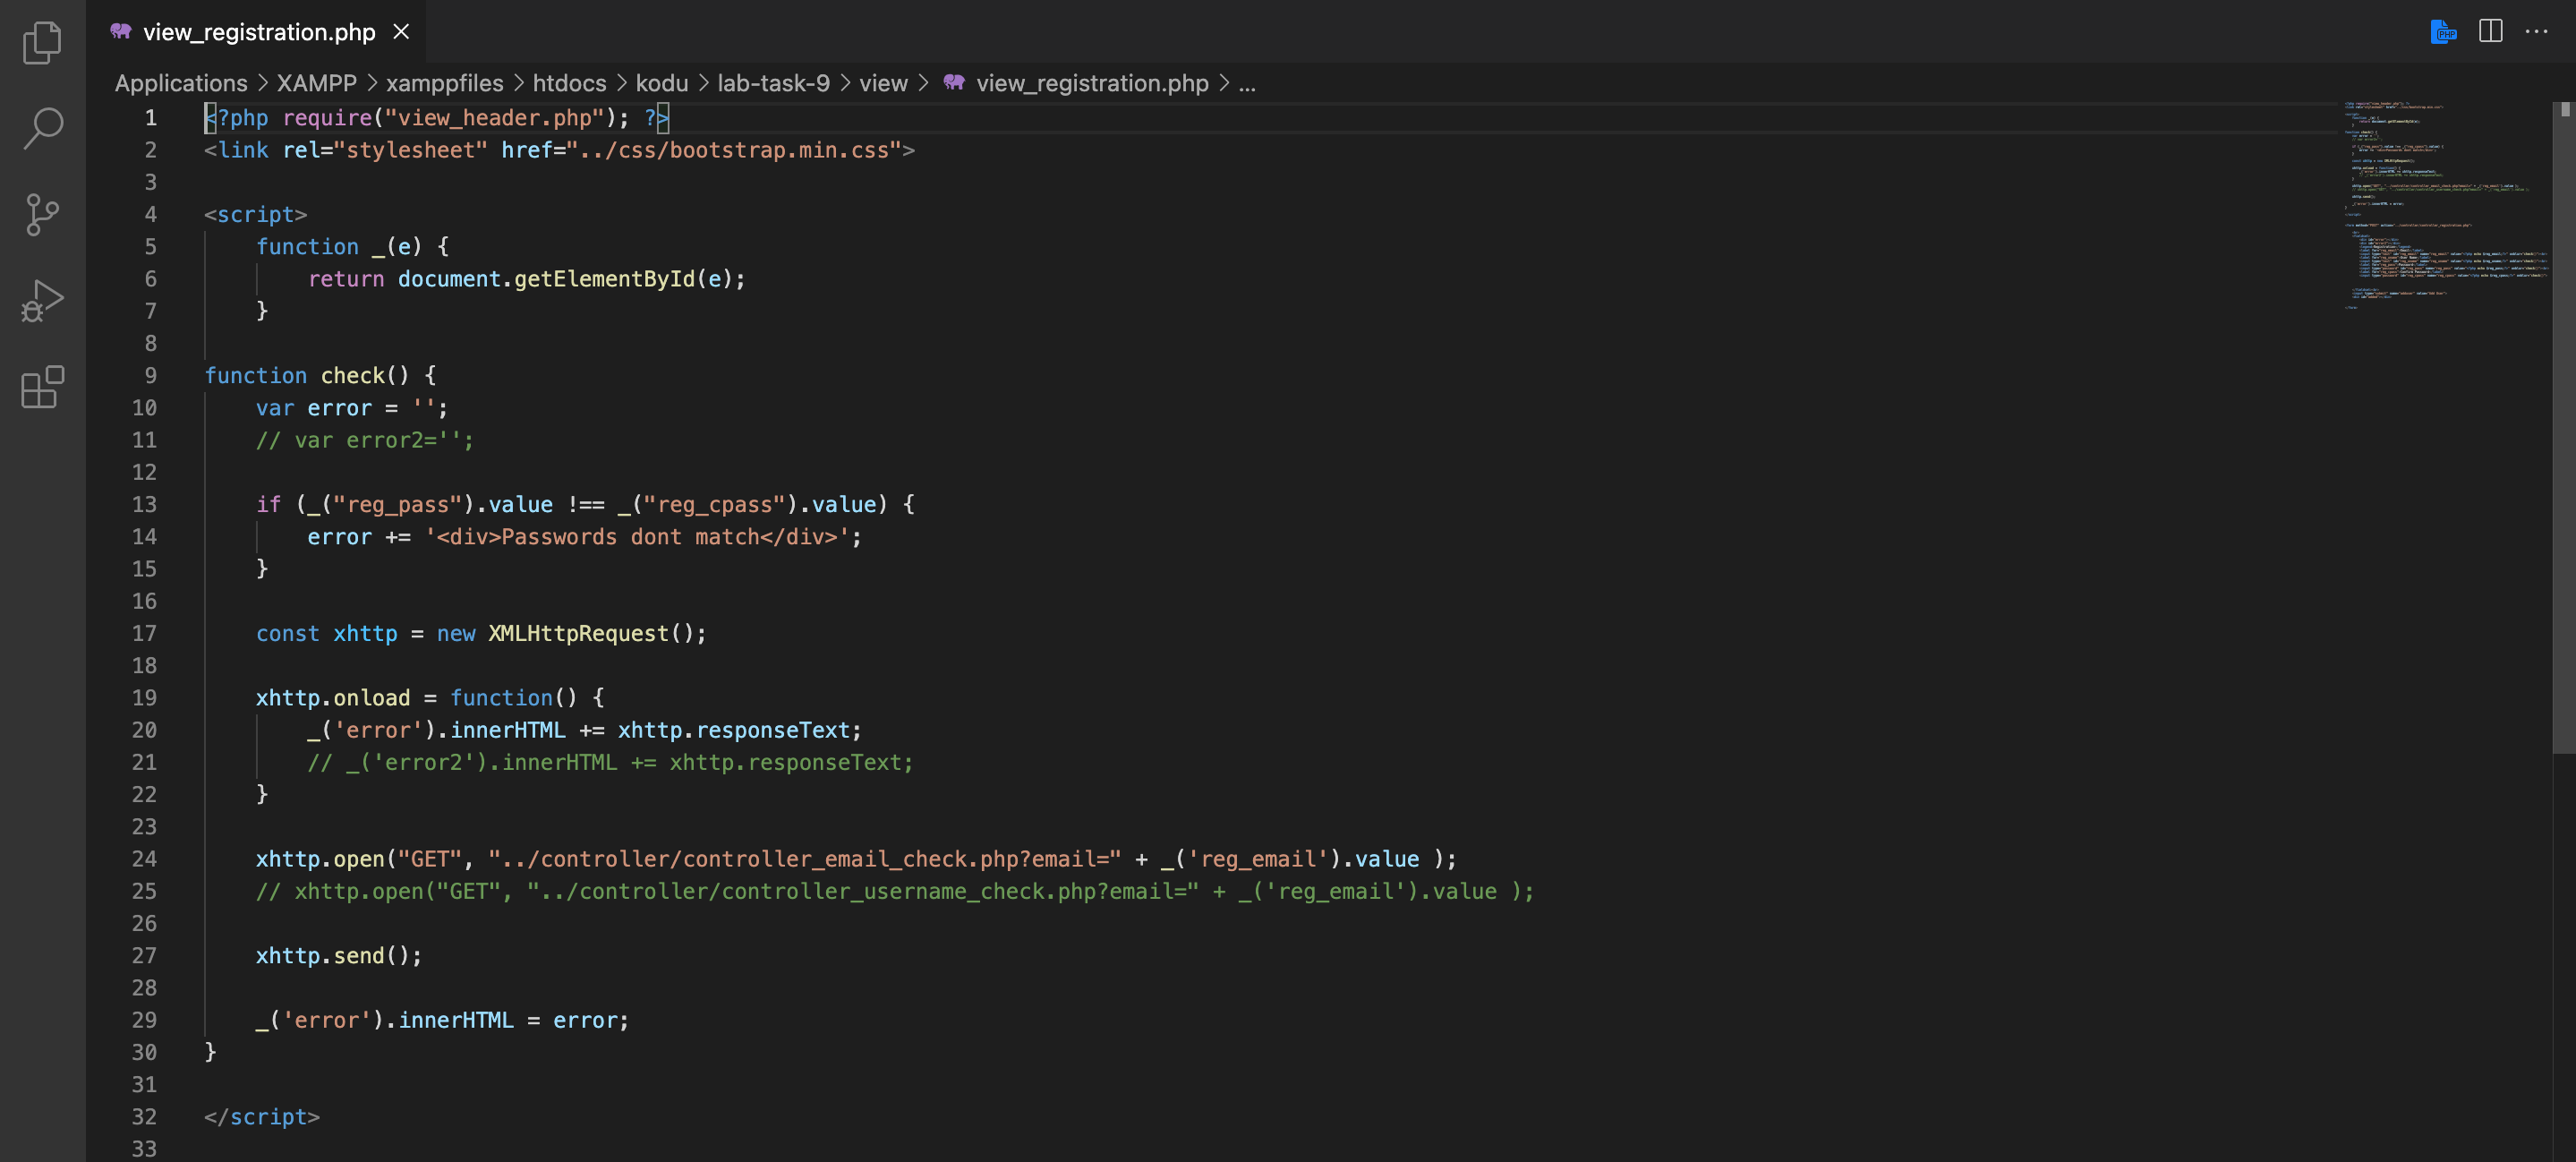 view_registration.php
Applications > XAMPP > xamppfiles > htdocs > kodu > lab-task-9 > view > view_registration.php > ...
1 <?php require("view_header.php"); ?>
2 <link rel="stylesheet" href="../css/bootstrap.min.css">
3
4 <script>
5     function _(e) {
6         return document.getElementById(e);
7     }
8
9 function check() {
10     var error = '';
11     // var error2='';
12
13     if (_("reg_pass").value !== _("reg_cpass").value) {
14         error += '<div>Passwords dont match</div>';
15     }
16
17     const xhttp = new XMLHttpRequest();
18
19     xhttp.onload = function() {
20         _('error').innerHTML += xhttp.responseText;
21         // _('error2').innerHTML += xhttp.responseText;
22     }
23
24     xhttp.open("GET", "../controller/controller_email_check.php?email=" + _('reg_email').value );
25     // xhttp.open("GET", "../controller/controller_username_check.php?email=" + _('reg_email').value );
26
27     xhttp.send();
28
29     _('error').innerHTML = error;
30 }
31
32 </script>
33